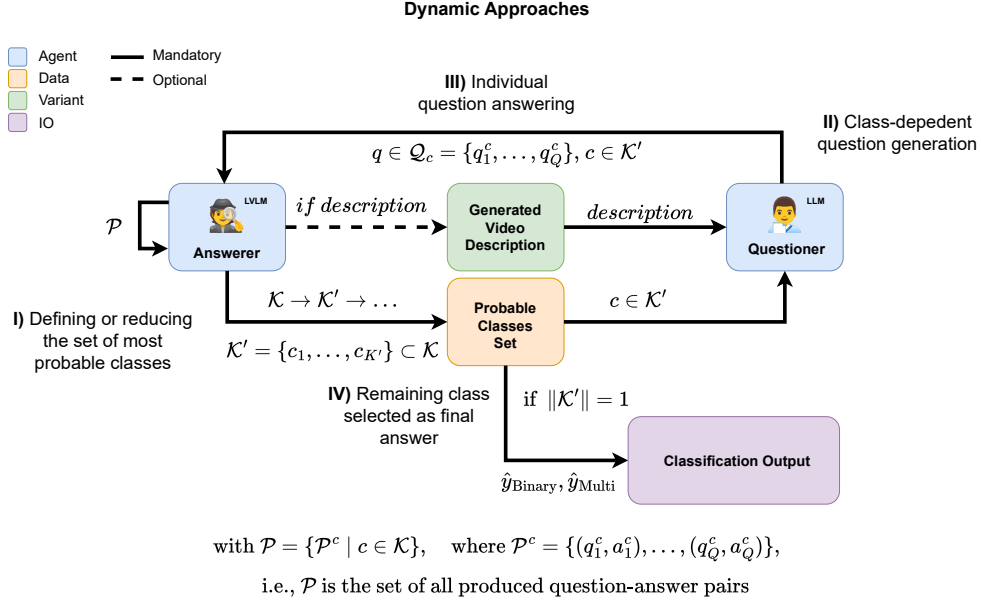 Dynamic Approaches
Agent
Data
Variant
IO
Mandatory
Optional
III) Individual
question answering
II) Class-depedent
question generation
q ∈ 𝒬_c = {q_1^c, . . . , q_Q^c}, c ∈ 𝒦′
𝒫
LVLM
Answerer
if description
Generated
Video
Description
description
LLM
Questioner
I) Defining or reducing
the set of most
probable classes
𝒦 → 𝒦′ → . . .
𝒦′ = {c_1, . . . , c_{K′}} ⊂ 𝒦
Probable
Classes
Set
c ∈ 𝒦′
IV) Remaining class
selected as final
answer
if ‖𝒦′‖ = 1
Classification Output
ŷ_Binary, ŷ_Multi
with 𝒫 = {𝒫^c | c ∈ 𝒦}, where 𝒫^c = {(q_1^c, a_1^c), . . . , (q_Q^c, a_Q^c)},
i.e., 𝒫 is the set of all produced question-answer pairs